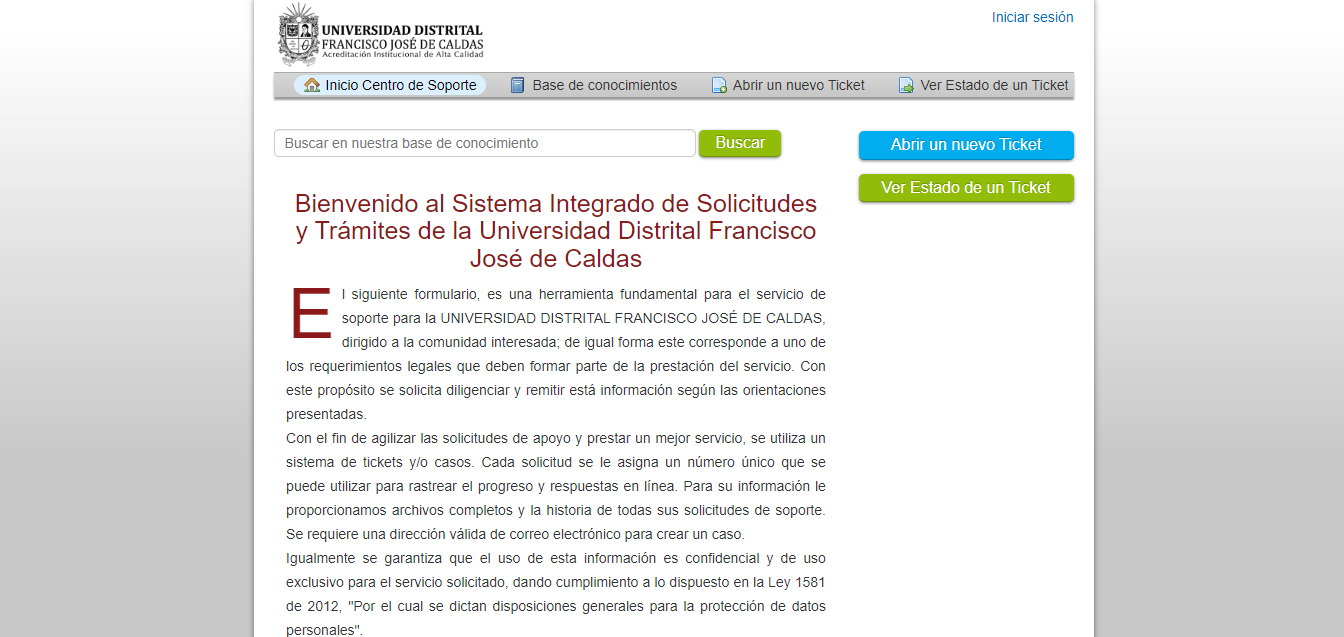 UNIVERSIDAD DISTRITAL
FRANCISCO JOSÉ DE CALDAS
Acreditación Institucional de Alta Calidad
Iniciar sesión
Inicio Centro de Soporte Base de conocimientos Abrir un nuevo Ticket Ver Estado de un Ticket
Buscar en nuestra base de conocimiento Buscar
Abrir un nuevo Ticket
Ver Estado de un Ticket
Bienvenido al Sistema Integrado de Solicitudes
y Trámites de la Universidad Distrital Francisco
José de Caldas
El siguiente formulario, es una herramienta fundamental para el servicio de
soporte para la UNIVERSIDAD DISTRITAL FRANCISCO JOSÉ DE CALDAS,
dirigido a la comunidad interesada; de igual forma este corresponde a uno de
los requerimientos legales que deben formar parte de la prestación del servicio. Con
este propósito se solicita diligenciar y remitir está información según las orientaciones
presentadas.
Con el fin de agilizar las solicitudes de apoyo y prestar un mejor servicio, se utiliza un
sistema de tickets y/o casos. Cada solicitud se le asigna un número único que se
puede utilizar para rastrear el progreso y respuestas en línea. Para su información le
proporcionamos archivos completos y la historia de todas sus solicitudes de soporte.
Se requiere una dirección válida de correo electrónico para crear un caso.
Igualmente se garantiza que el uso de esta información es confidencial y de uso
exclusivo para el servicio solicitado, dando cumplimiento a lo dispuesto en la Ley 1581
de 2012, "Por el cual se dictan disposiciones generales para la protección de datos
personales".